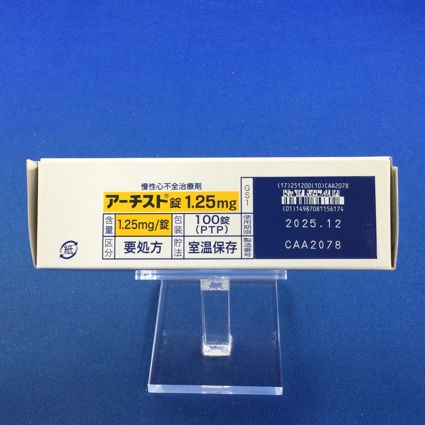 慢性心不全治療剤
アーチスト®錠1.25mg
含量 1.25mg/錠 包装 100錠(PTP)
区分 要処方 貯法 室温保存
GS1
(17)251200(10)CAA2078
(01)14987081156174
使用期限 2025.12
製造番号 CAA2078
紙